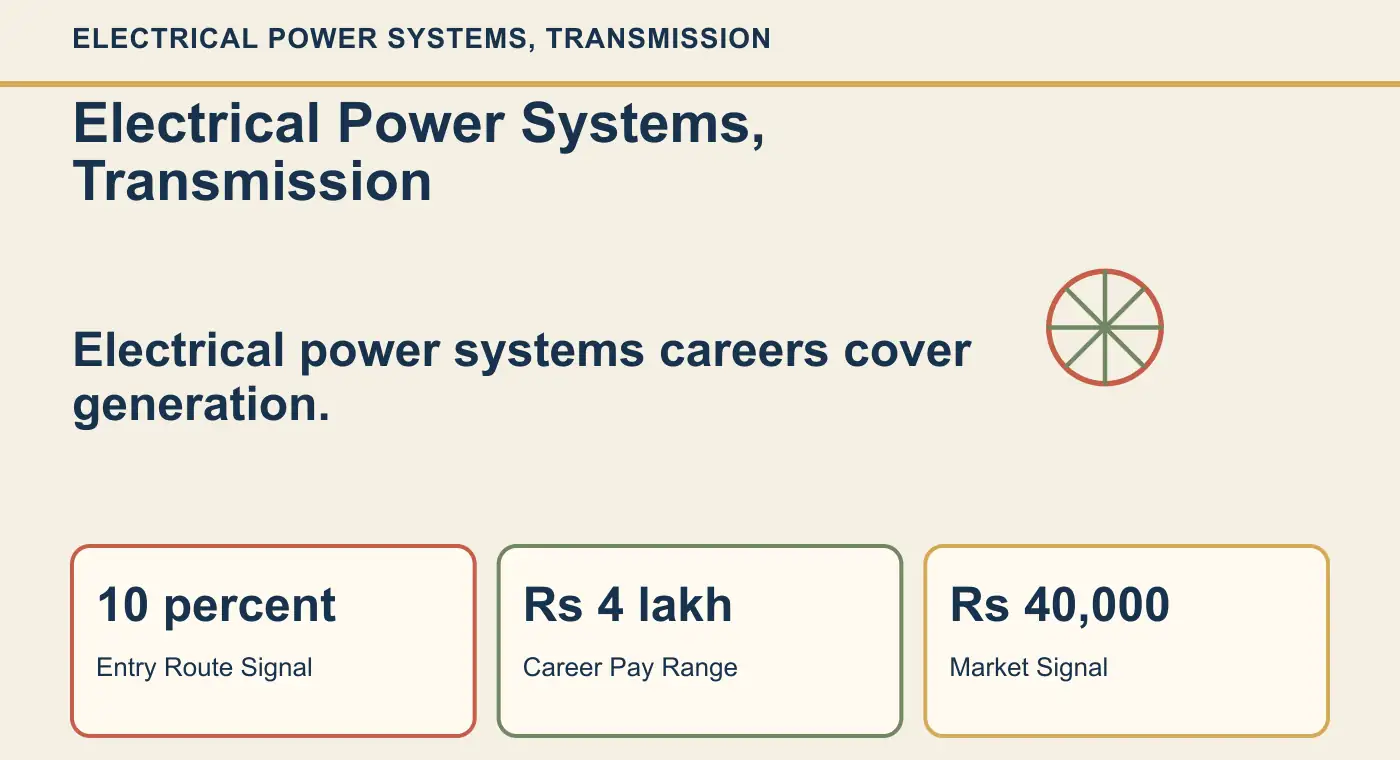 ELECTRICAL POWER SYSTEMS, TRANSMISSION
Electrical Power Systems,
Transmission
Electrical power systems careers cover
generation.
10 percent
Entry Route Signal
Rs 4 lakh
Career Pay Range
Rs 40,000
Market Signal